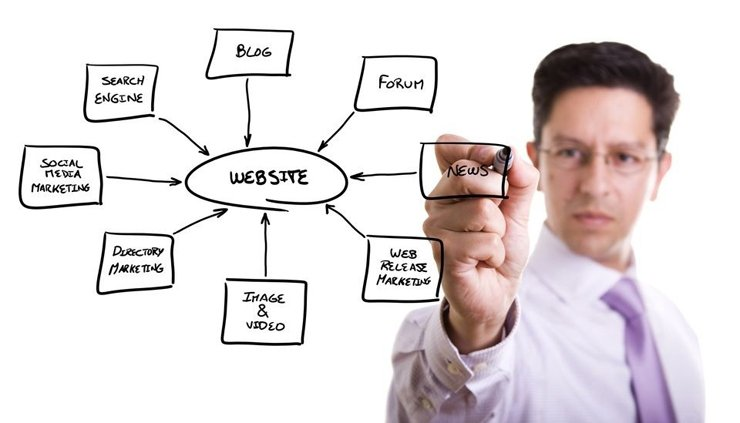 BLOG
SEARCH
ENGINE
FORUM
SOCIAL
MEDIA
MARKETING
WEBSITE
NEWS
DIRECTORY
MARKETING
WEB
RELEASE
MARKETING
IMAGE
&
VIDEO